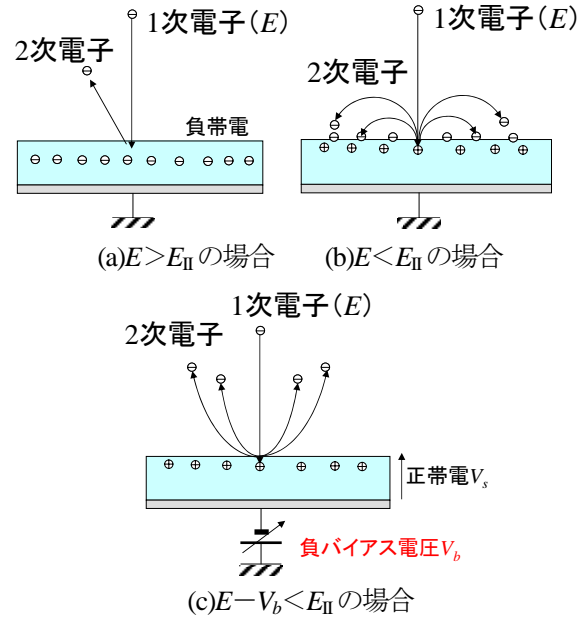 1次電子(E)
2次電子
負帯電
(a)E>EⅡの場合
1次電子(E)
2次電子
(b)E<EⅡの場合
1次電子(E)
2次電子
正帯電Vs
負バイアス電圧Vb
(c)E－Vb<EⅡの場合